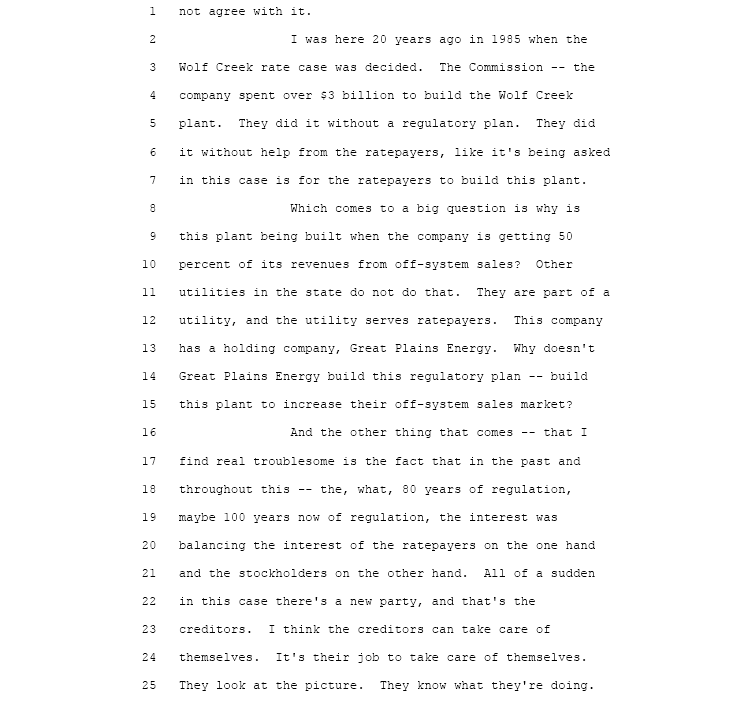 1 not agree with it.
2 I was here 20 years ago in 1985 when the
3 Wolf Creek rate case was decided. The Commission -- the
4 company spent over $3 billion to build the Wolf Creek
5 plant. They did it without a regulatory plan. They did
6 it without help from the ratepayers, like it's being asked
7 in this case is for the ratepayers to build this plant.
8 Which comes to a big question is why is
9 this plant being built when the company is getting 50
10 percent of its revenues from off-system sales? Other
11 utilities in the state do not do that. They are part of a
12 utility, and the utility serves ratepayers. This company
13 has a holding company, Great Plains Energy. Why doesn't
14 Great Plains Energy build this regulatory plan -- build
15 this plant to increase their off-system sales market?
16 And the other thing that comes -- that I
17 find real troublesome is the fact that in the past and
18 throughout this -- the, what, 80 years of regulation,
19 maybe 100 years now of regulation, the interest was
20 balancing the interest of the ratepayers on the one hand
21 and the stockholders on the other hand. All of a sudden
22 in this case there's a new party, and that's the
23 creditors. I think the creditors can take care of
24 themselves. It's their job to take care of themselves.
25 They look at the picture. They know what they're doing.